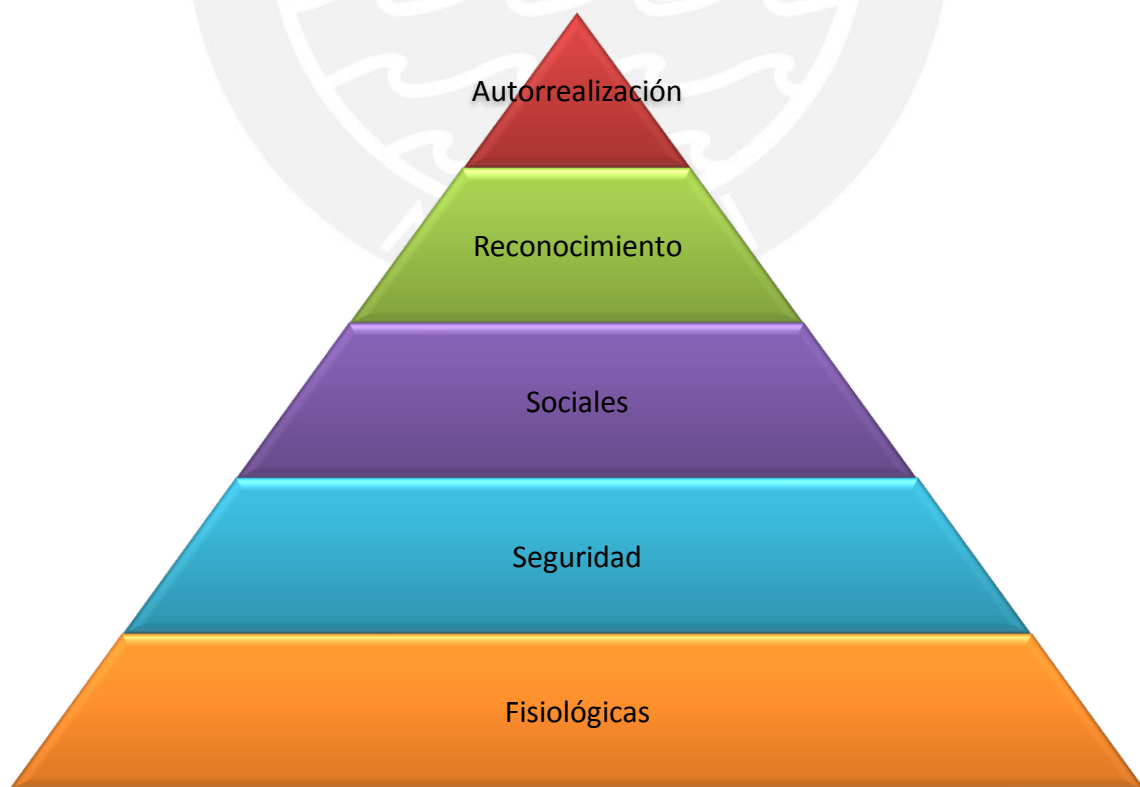 Autorrealización
Reconocimiento
Sociales
Seguridad
Fisiológicas